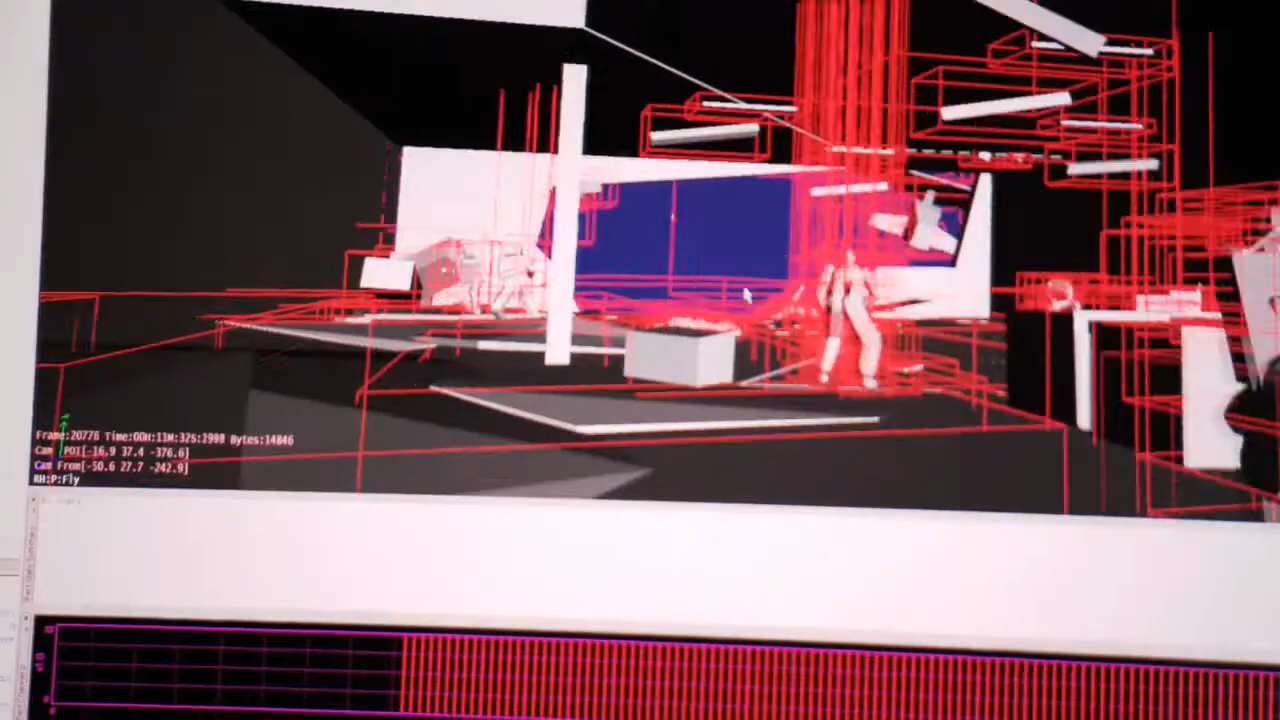 Frame:20776 Time:00H:11M:32S:2998 Bytes:14846
Cam POI[-16.9 37.4 -376.6]
Cam From[-50.6 27.7 -242.9]
RH:P:Fly